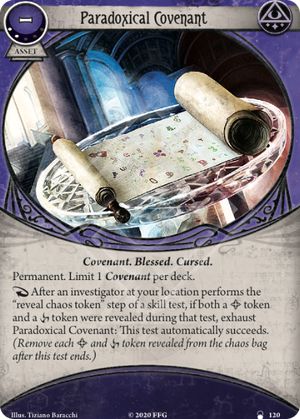 –
Paradoxical Covenant
ASSET
Covenant. Blessed. Cursed.
Permanent. Limit 1 Covenant per deck.
After an investigator at your location performs the
"reveal chaos token" step of a skill test, if both a token
and a token were revealed during that test, exhaust
Paradoxical Covenant: This test automatically succeeds.
(Remove each and token revealed from the chaos bag
after this test ends.)
Illus. Tiziano Baracchi
© 2020 FFG
120